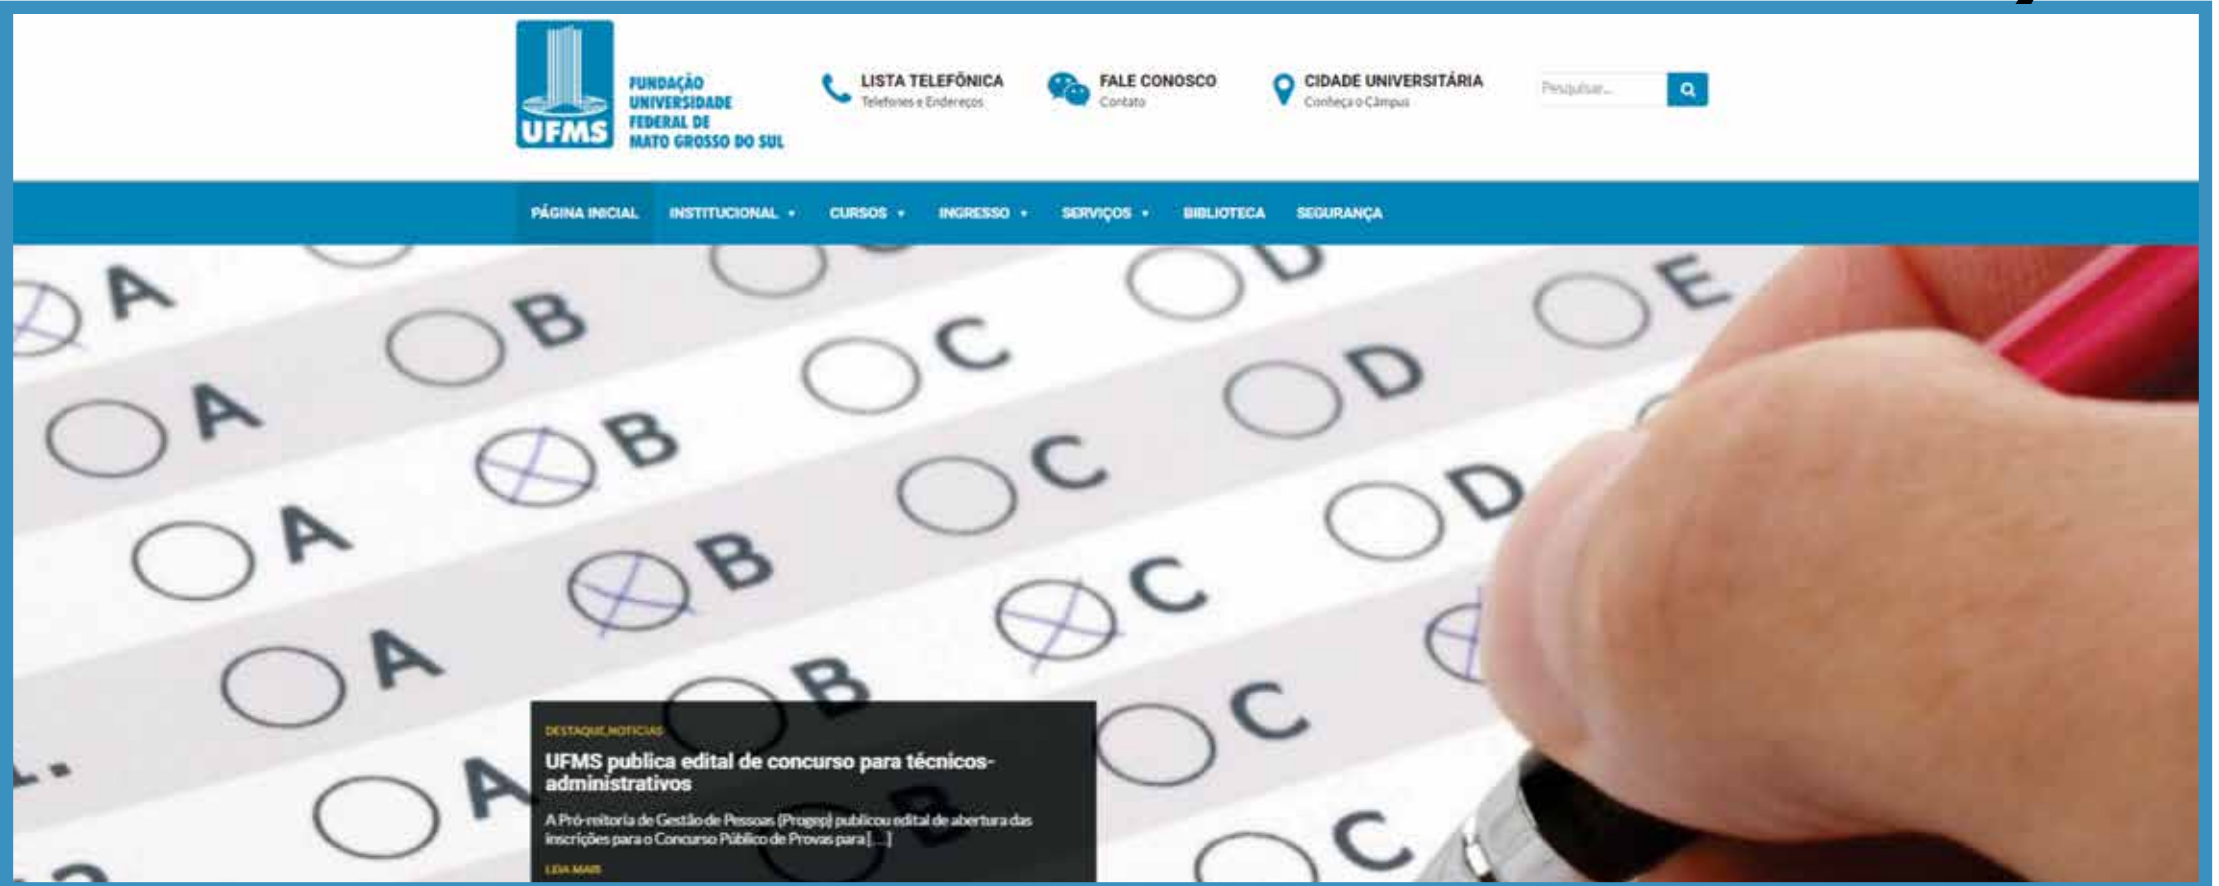 UFMS
FUNDAÇÃO
UNIVERSIDADE
FEDERAL DE
MATO GROSSO DO SUL
LISTA TELEFÔNICA
Telefones e Endereços
FALE CONOSCO
Contato
CIDADE UNIVERSITÁRIA
Conheça o Câmpus
Pesquisar...
PÁGINA INICIAL INSTITUCIONAL CURSOS INGRESSO SERVIÇOS BIBLIOTECA SEGURANÇA
A B C D E
A B C D
A B C D
A B C
A B C
DESTAQUE,NOTÍCIAS
UFMS publica edital de concurso para técnicos-
administrativos
A Pró-reitoria de Gestão de Pessoas (Progep) publicou edital de abertura das
inscrições para o Concurso Público de Provas para [...]
LEIA MAIS